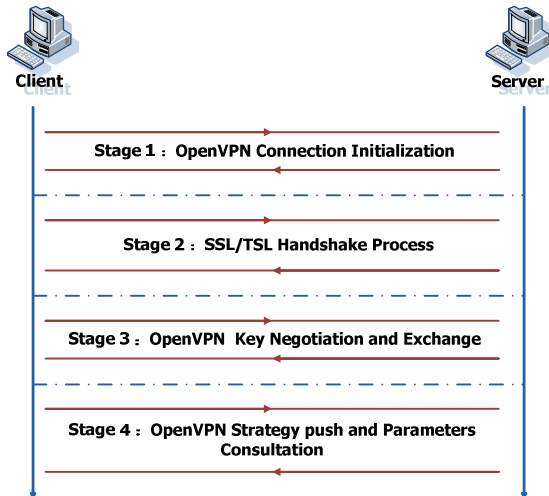 Client
Server
Stage 1：OpenVPN Connection Initialization
Stage 2：SSL/TSL Handshake Process
Stage 3：OpenVPN Key Negotiation and Exchange
Stage 4：OpenVPN Strategy push and Parameters
Consultation